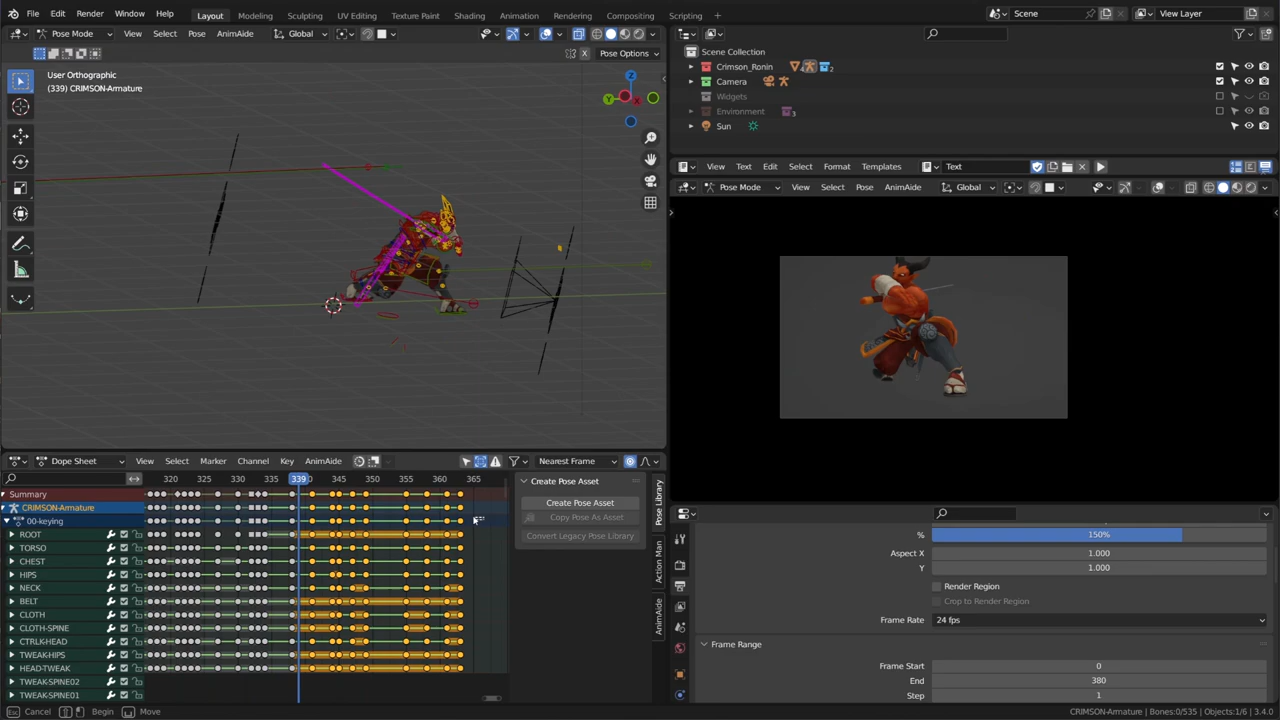 File Edit Render Window Help Layout Modeling Sculpting UV Editing Texture Paint Shading Animation Rendering Compositing Scripting Scene View Layer
Pose Mode View Select Pose AnimAide Global
Pose Options
User Orthographic
(339) CRIMSON-Armature
Z
Y
X
Scene Collection
Crimson_Ronin 2
Camera
Widgets
Environment 3
Sun
View Text Edit Select Format Templates Text
Pose Mode View Select Pose AnimAide Global
Dope Sheet View Select Marker Channel Key AnimAide Nearest Frame
320 325 330 335 339 345 350 355 360 365
Summary
CRIMSON-Armature
00-keying
ROOT
TORSO
CHEST
HIPS
NECK
BELT
CLOTH
CLOTH-SPINE
CTRLK-HEAD
TWEAK-HIPS
HEAD-TWEAK
TWEAK-SPINE02
TWEAK-SPINE01
Create Pose Asset
Create Pose Asset
Copy Pose As Asset
Convert Legacy Pose Library
Pose Library
Action Man
AnimAide
% 150%
Aspect X 1.000
Y 1.000
Render Region
Crop to Render Region
Frame Rate 24 fps
Frame Range
Frame Start 0
End 380
Step 1
Cancel Begin Move
CRIMSON-Armature | Bones:0/535 | Objects:1/6 | 3.4.0